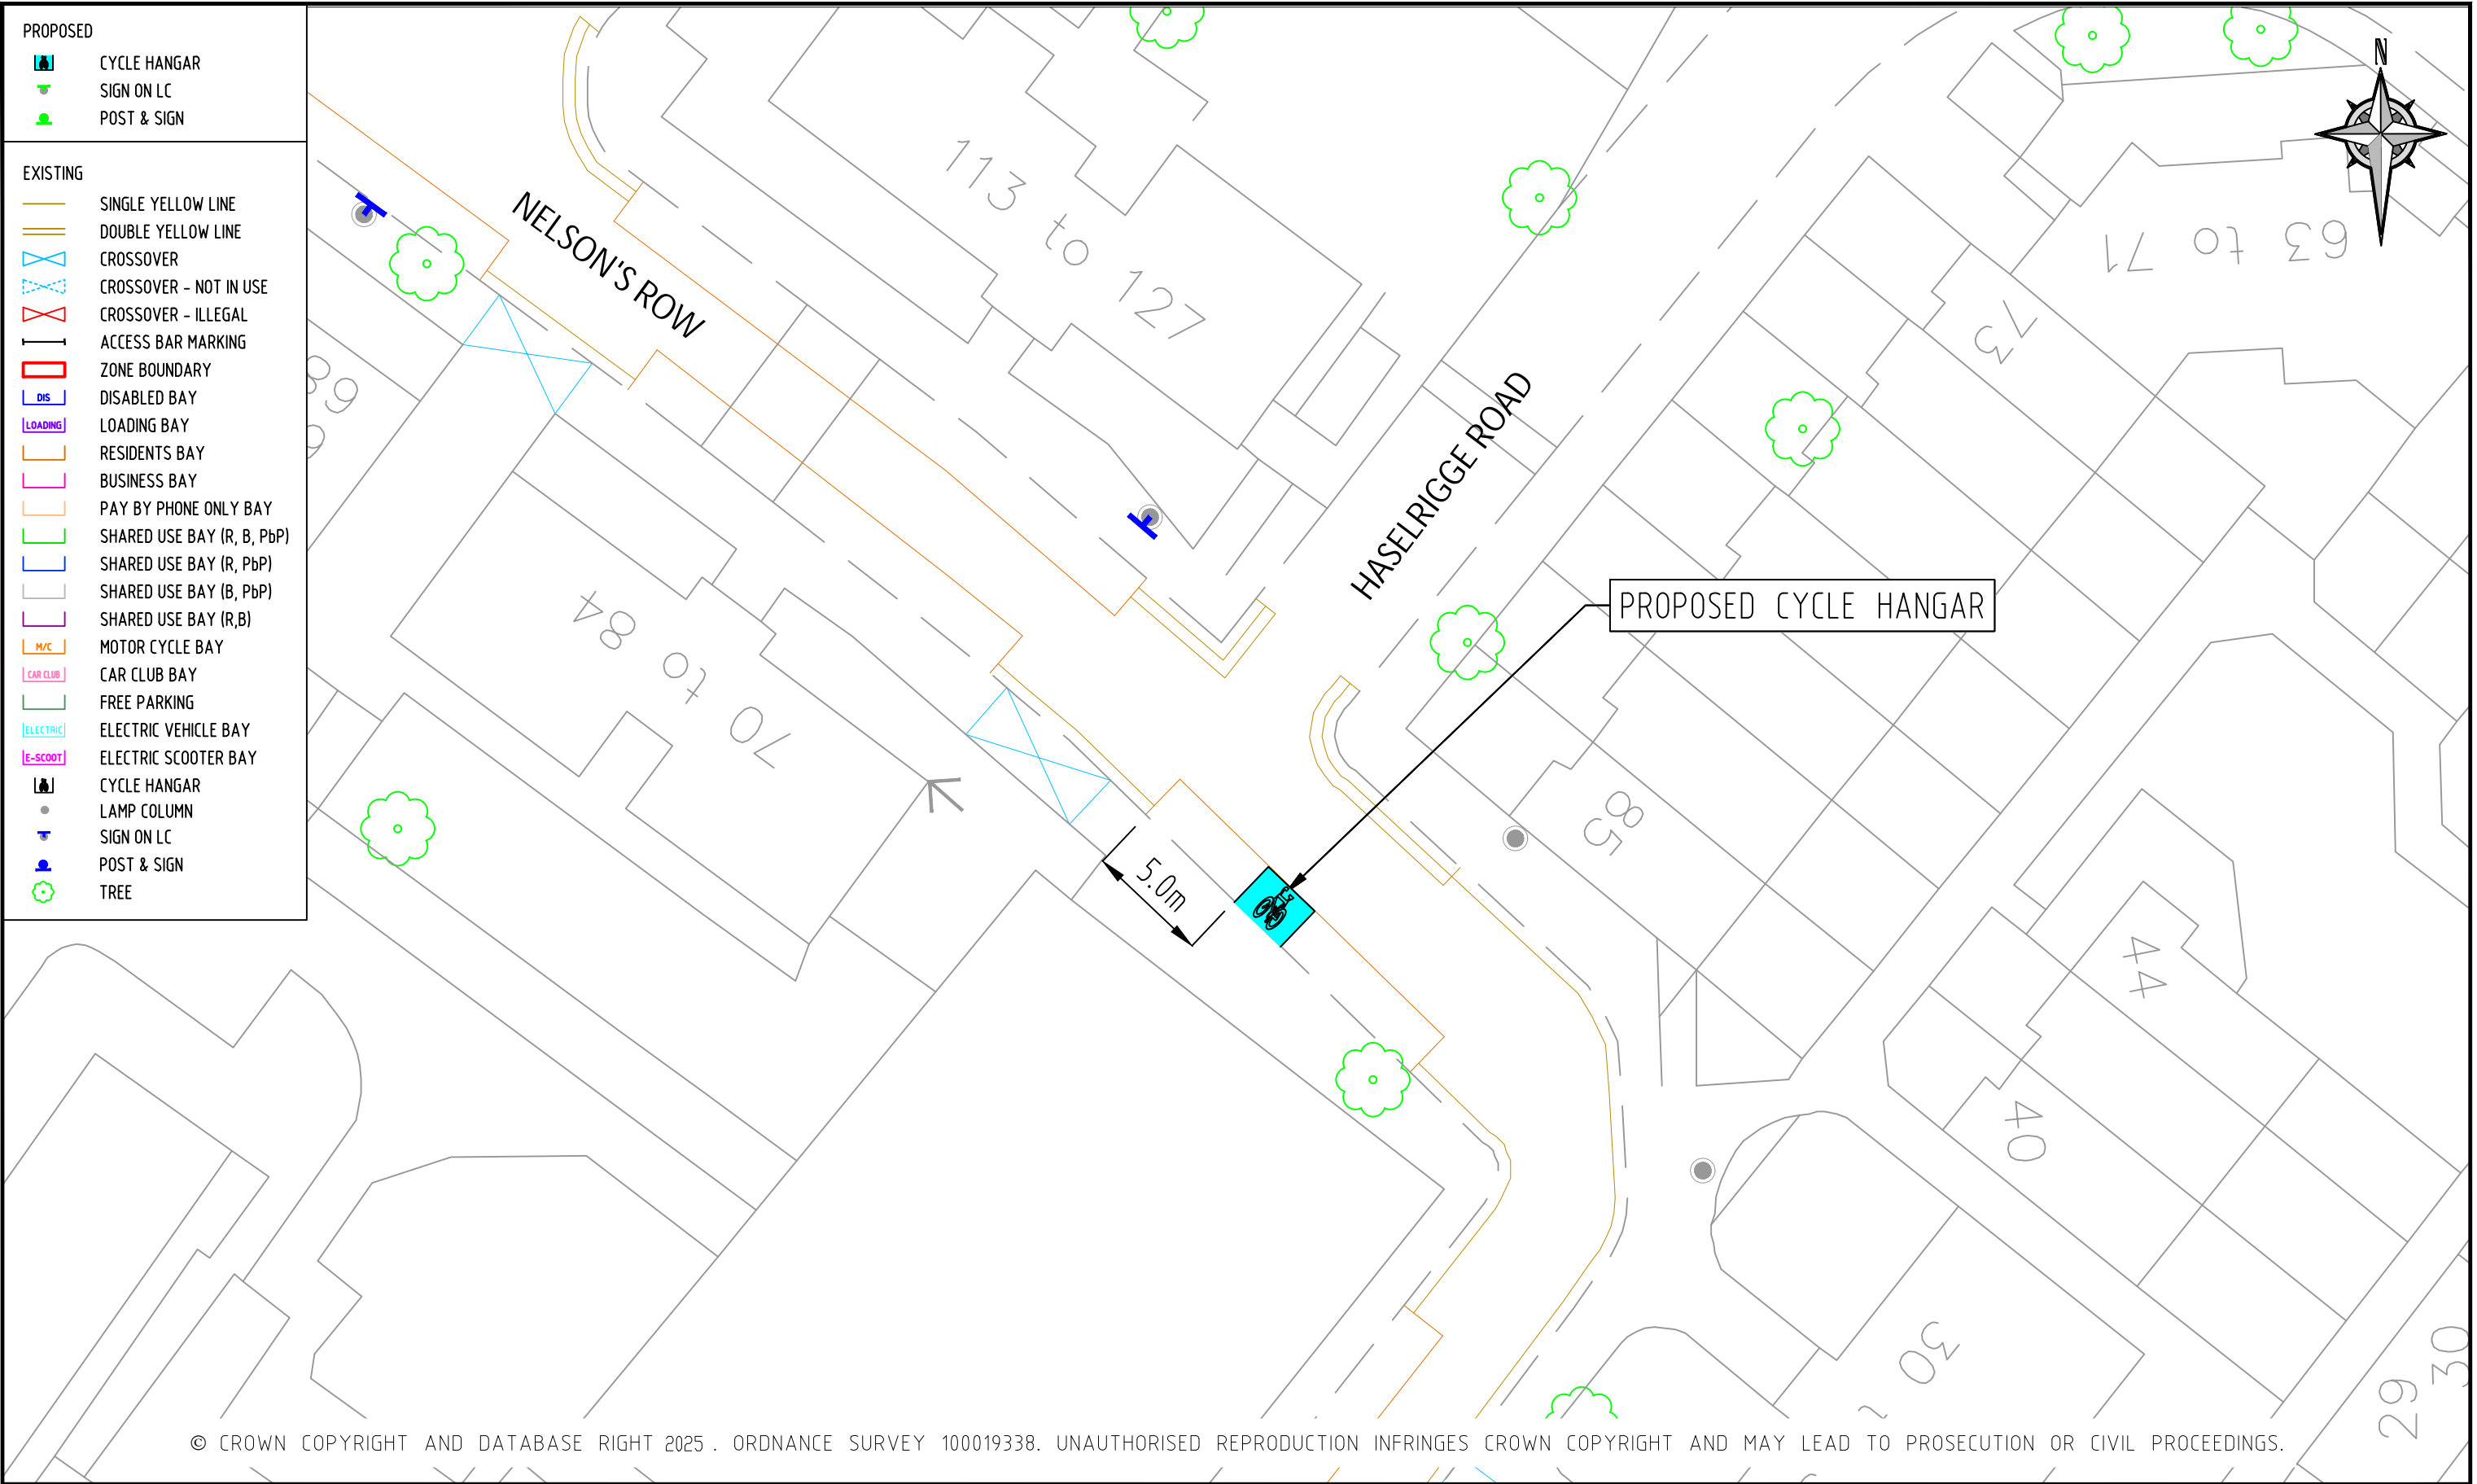 PROPOSED
CYCLE HANGAR
SIGN ON LC
POST & SIGN
EXISTING
SINGLE YELLOW LINE
DOUBLE YELLOW LINE
CROSSOVER
CROSSOVER - NOT IN USE
CROSSOVER - ILLEGAL
ACCESS BAR MARKING
ZONE BOUNDARY
DIS DISABLED BAY
LOADING LOADING BAY
RESIDENTS BAY
BUSINESS BAY
PAY BY PHONE ONLY BAY
SHARED USE BAY (R, B, PbP)
SHARED USE BAY (R, PbP)
SHARED USE BAY (B, PbP)
SHARED USE BAY (R,B)
M/C MOTOR CYCLE BAY
CAR CLUB CAR CLUB BAY
FREE PARKING
ELECTRIC ELECTRIC VEHICLE BAY
E-SCOOT ELECTRIC SCOOTER BAY
CYCLE HANGAR
LAMP COLUMN
SIGN ON LC
POST & SIGN
TREE
N
NELSON'S ROW
113 to 127
63 to 71
73
HASELRIGGE ROAD
PROPOSED CYCLE HANGAR
70 to 84
85
5.0m
44
40
30
29
30
© CROWN COPYRIGHT AND DATABASE RIGHT 2025 . ORDNANCE SURVEY 100019338. UNAUTHORISED REPRODUCTION INFRINGES CROWN COPYRIGHT AND MAY LEAD TO PROSECUTION OR CIVIL PROCEEDINGS.